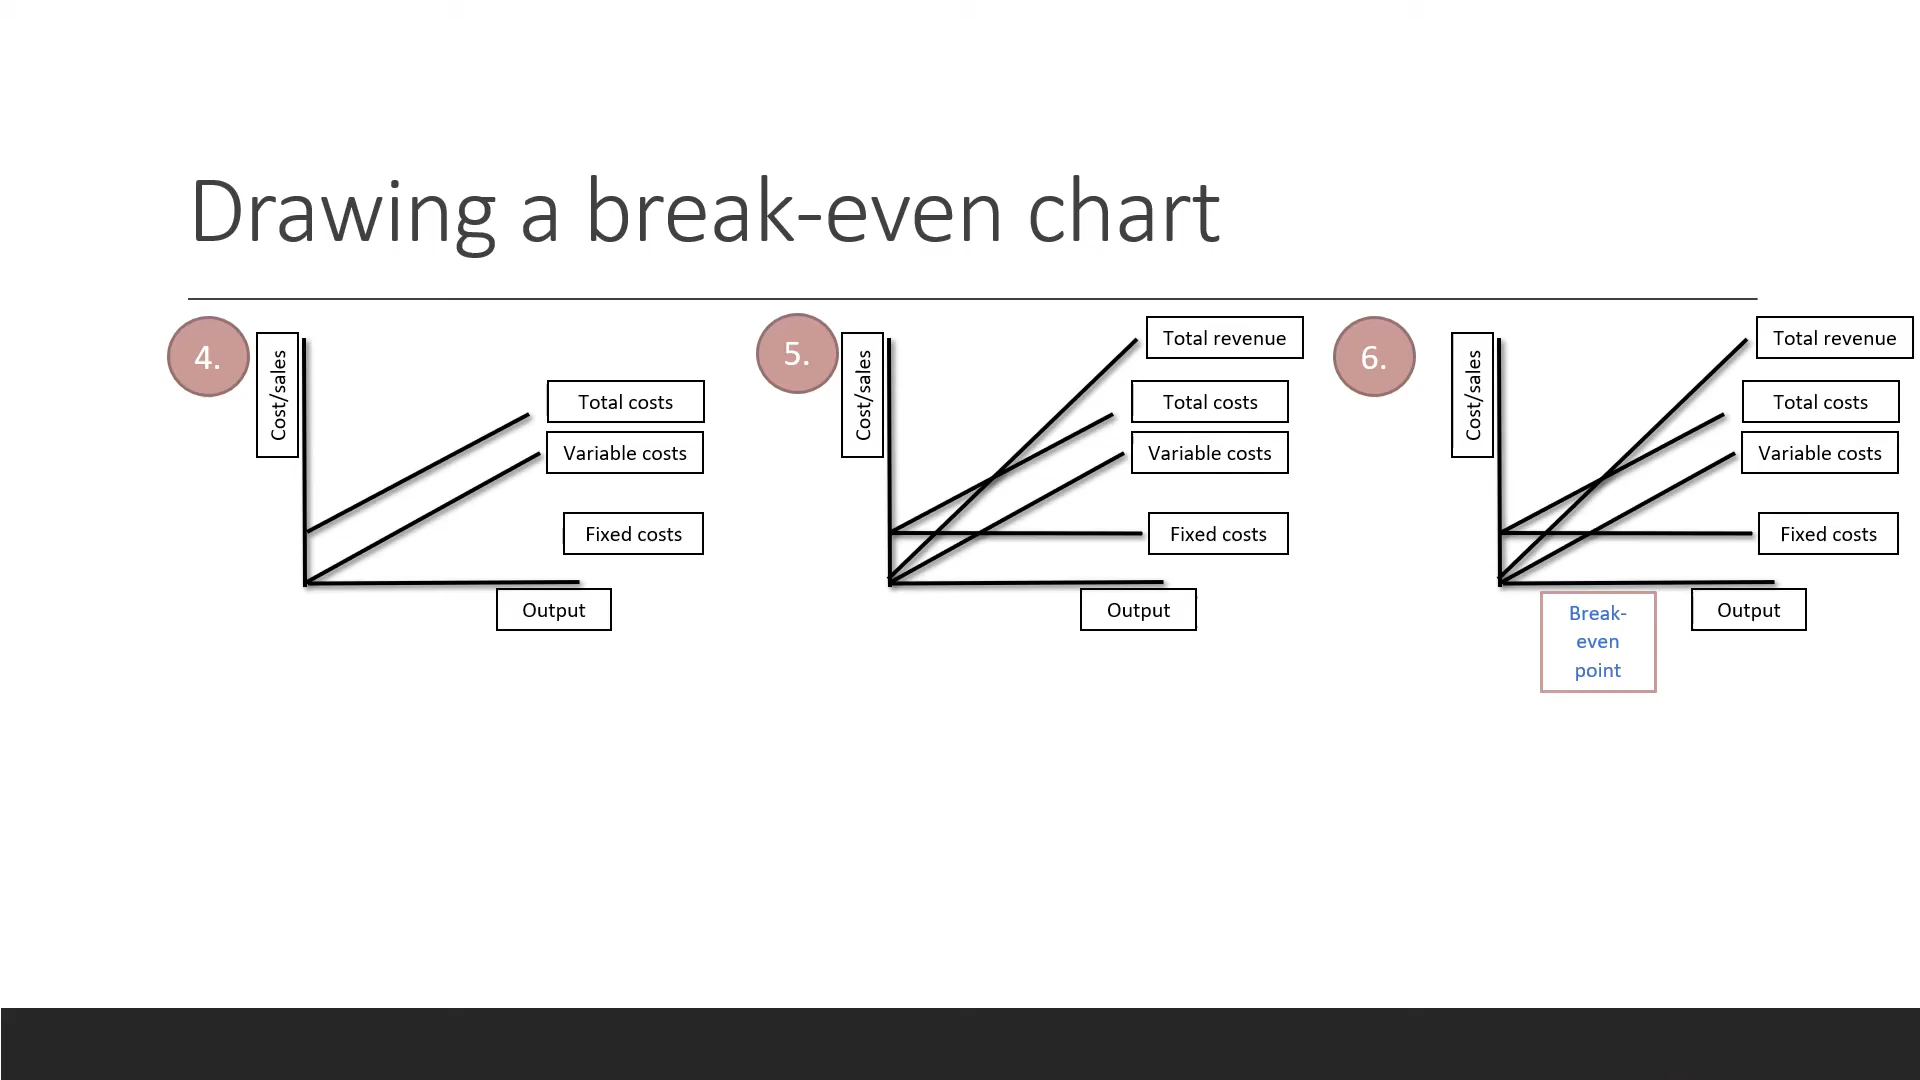 Drawing a break-even chart
4.
Cost/sales
Total costs
Variable costs
Fixed costs
Output
5.
Cost/sales
Total revenue
Total costs
Variable costs
Fixed costs
Output
6.
Cost/sales
Total revenue
Total costs
Variable costs
Fixed costs
Output
Break-
even
point